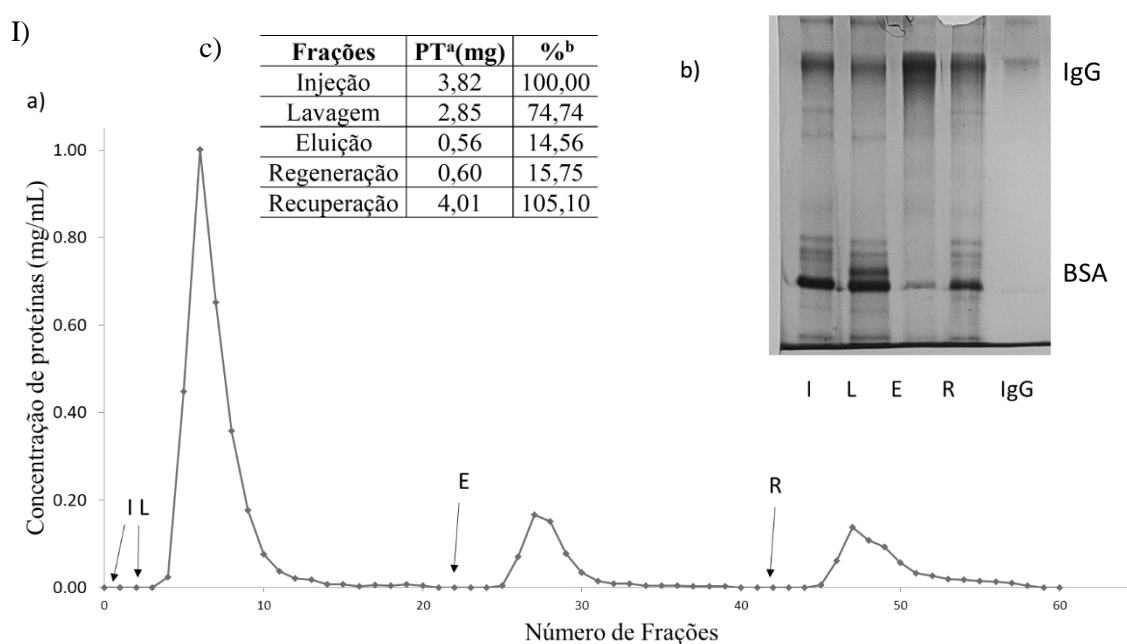 I)
c)
Frações PTᵃ(mg) %ᵇ
Injeção 3,82 100,00
Lavagem 2,85 74,74
Eluição 0,56 14,56
Regeneração 0,60 15,75
Recuperação 4,01 105,10
b)
IgG
BSA
I L E R IgG
a)
Concentração de proteínas (mg/mL)
1.00
0.80
0.60
0.40
0.20
0.00
I L
E
R
0 10 20 30 40 50 60
Número de Frações